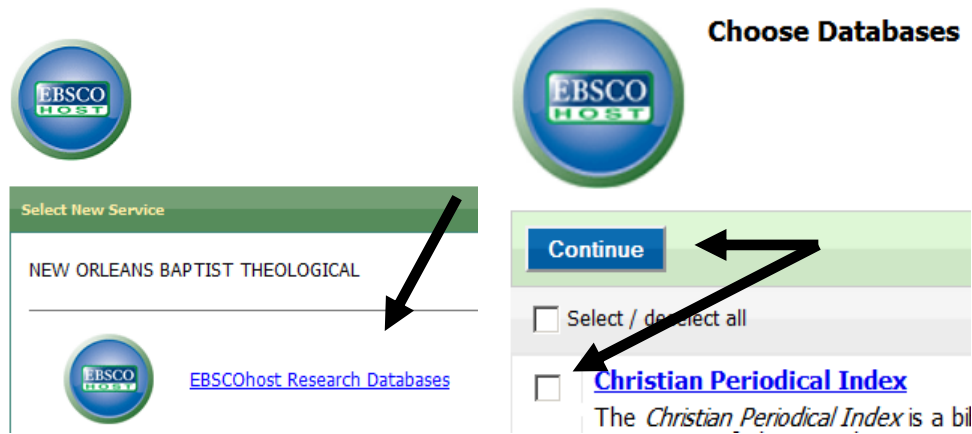 EBSCO
HOST
Select New Service
NEW ORLEANS BAPTIST THEOLOGICAL
EBSCO
HOST
EBSCOhost Research Databases
EBSCO
HOST
Choose Databases
Continue
Select / deselect all
Christian Periodical Index
The Christian Periodical Index is a